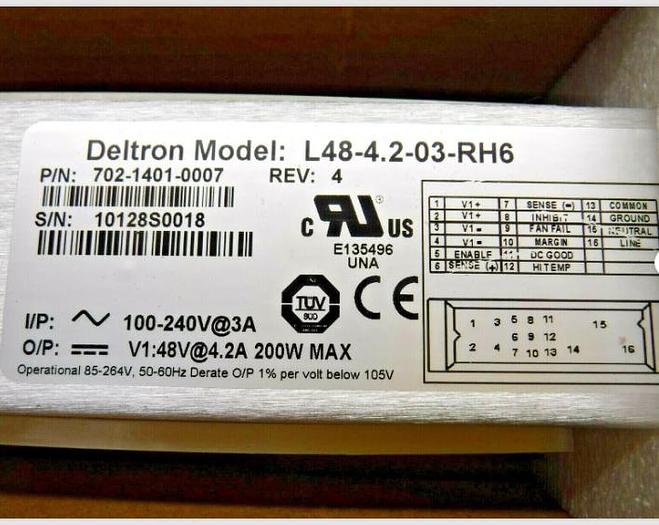 Deltron Model: L48-4.2-03-RH6
P/N: 702-1401-0007 REV: 4
S/N: 10128S0018
C UR US
E135496
UNA
TUV
CE
I/P: 100-240V@3A
O/P: V1:48V@4.2A 200W MAX
Operational 85-264V, 50-60Hz Derate O/P 1% per volt below 105V
1 V1+ 7 SENSE (-) 13 COMMON
2 V1+ 8 INHIBIT 14 GROUND
3 V1- 9 FAN FAIL 15 NEUTRAL
4 V1- 10 MARGIN 16 LINE
5 ENABLE 11 DC GOOD
6 SENSE (+) 12 HI TEMP
1 3 5 8 11 15
6 9 12
2 4 7 10 13 14 16